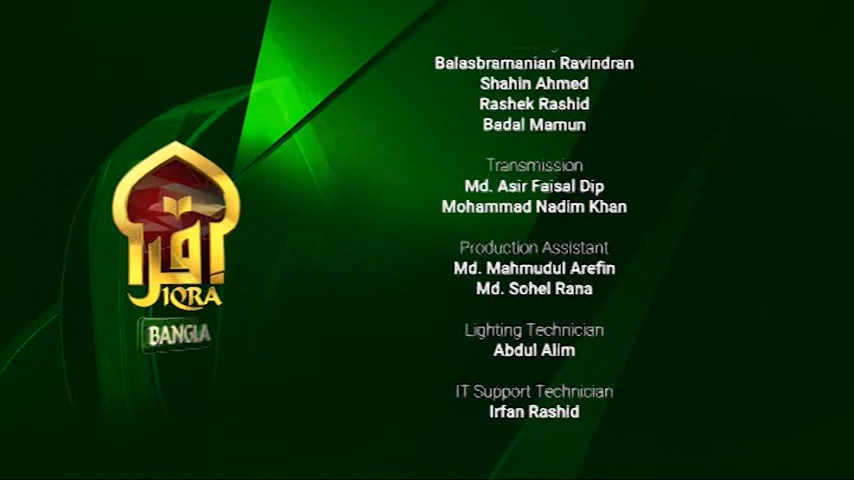 اقرأ
IQRA
BANGLA
Balasbramanian Ravindran
Shahin Ahmed
Rashek Rashid
Badal Mamun
Transmission
Md. Asir Faisal Dip
Mohammad Nadim Khan
Production Assistant
Md. Mahmudul Arefin
Md. Sohel Rana
Lighting Technician
Abdul Alim
IT Support Technician
Irfan Rashid